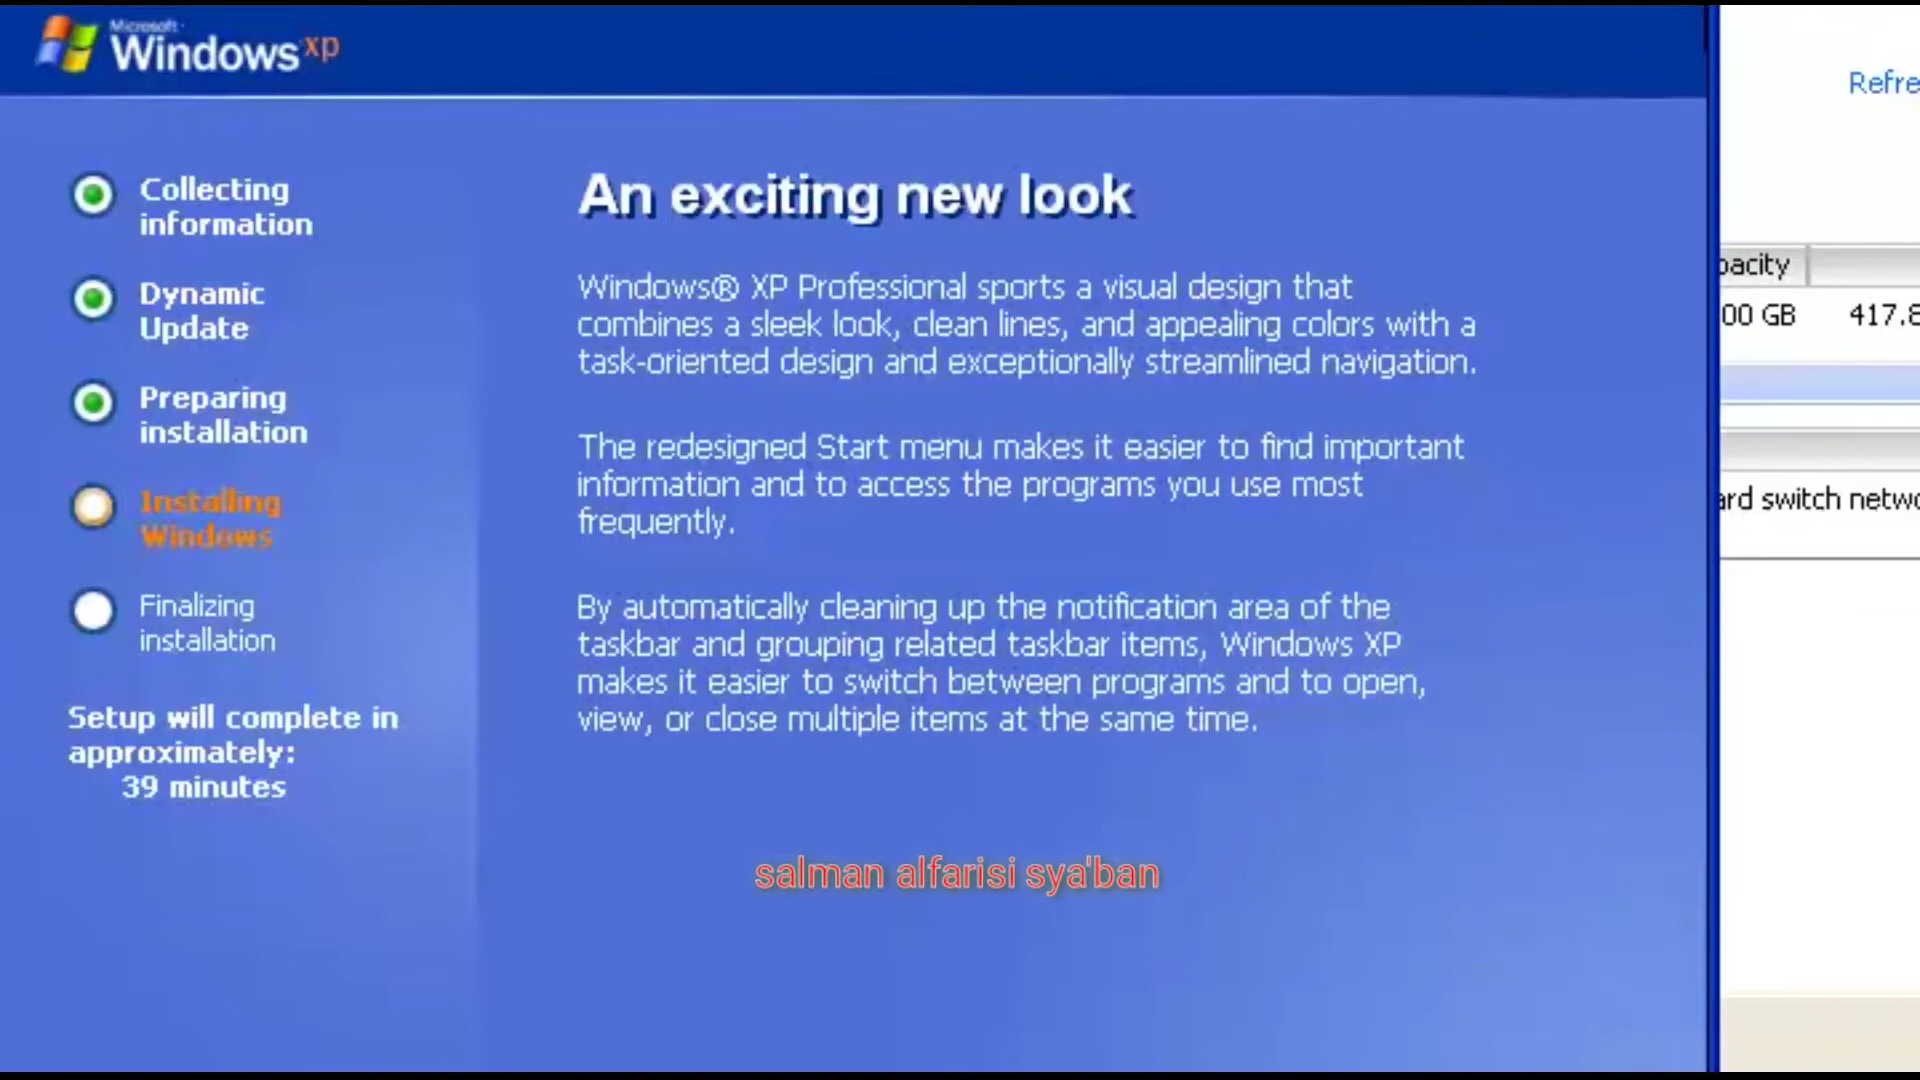 Microsoft
Windows xp
Collecting
information
Dynamic
Update
Preparing
installation
Installing
Windows
Finalizing
installation
Setup will complete in
approximately:
39 minutes
An exciting new look
Windows® XP Professional sports a visual design that
combines a sleek look, clean lines, and appealing colors with a
task-oriented design and exceptionally streamlined navigation.
The redesigned Start menu makes it easier to find important
information and to access the programs you use most
frequently.
By automatically cleaning up the notification area of the
taskbar and grouping related taskbar items, Windows XP
makes it easier to switch between programs and to open,
view, or close multiple items at the same time.
salman alfarisi sya'ban
Refre
pacity
00 GB 417.8
ard switch netwo